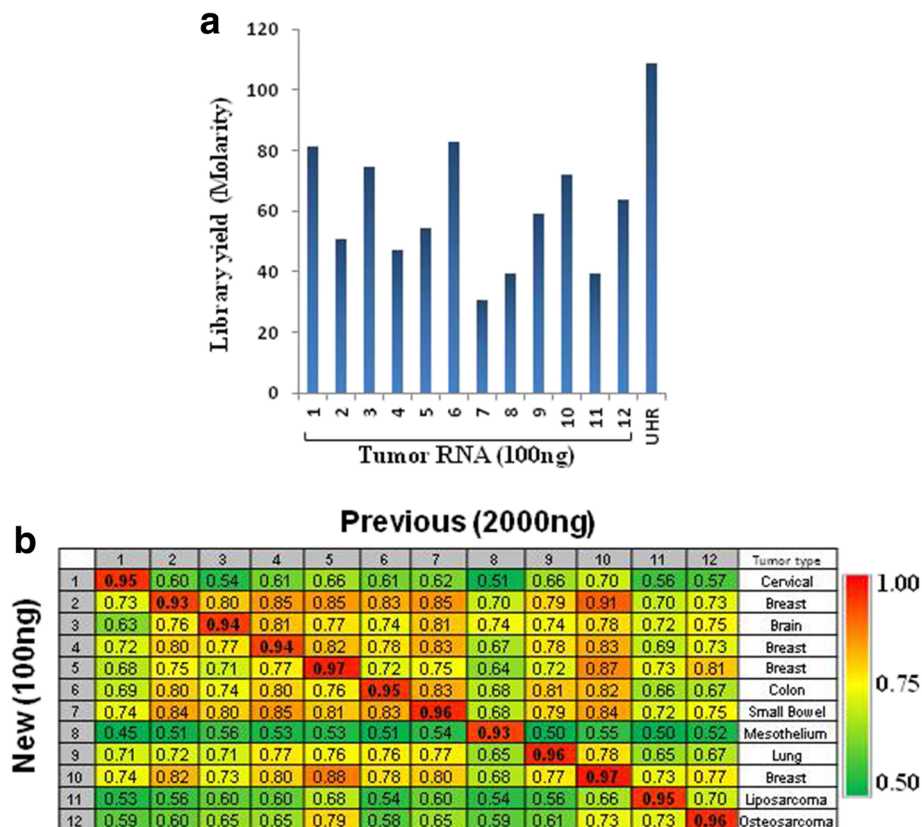 a
120
100
80
60
40
20
0
Library yield (Molarity)
1 2 3 4 5 6 7 8 9 10 11 12 UHR
Tumor RNA (100ng)
b
Previous (2000ng)
New (100ng)
1 2 3 4 5 6 7 8 9 10 11 12 Tumor type
1 0.95 0.60 0.54 0.61 0.66 0.61 0.62 0.51 0.66 0.70 0.56 0.57 Cervical
2 0.73 0.93 0.80 0.85 0.85 0.83 0.85 0.70 0.79 0.91 0.70 0.73 Breast
3 0.63 0.76 0.94 0.81 0.77 0.74 0.81 0.74 0.74 0.78 0.72 0.75 Brain
4 0.72 0.80 0.77 0.94 0.82 0.78 0.83 0.67 0.78 0.83 0.69 0.73 Breast
5 0.68 0.75 0.71 0.77 0.97 0.72 0.75 0.64 0.72 0.87 0.73 0.81 Breast
6 0.69 0.80 0.74 0.80 0.76 0.95 0.83 0.68 0.81 0.82 0.66 0.67 Colon
7 0.74 0.84 0.80 0.85 0.81 0.83 0.96 0.68 0.79 0.84 0.72 0.75 Small Bowel
8 0.45 0.51 0.56 0.53 0.53 0.51 0.54 0.93 0.50 0.55 0.50 0.52 Mesothelium
9 0.71 0.72 0.71 0.77 0.76 0.76 0.77 0.65 0.96 0.78 0.65 0.67 Lung
10 0.74 0.82 0.73 0.80 0.88 0.78 0.80 0.68 0.77 0.97 0.73 0.77 Breast
11 0.53 0.56 0.60 0.60 0.68 0.54 0.60 0.54 0.56 0.66 0.95 0.70 Liposarcoma
12 0.59 0.60 0.65 0.65 0.79 0.58 0.65 0.59 0.61 0.73 0.73 0.96 Osteosarcoma
1.00
0.75
0.50